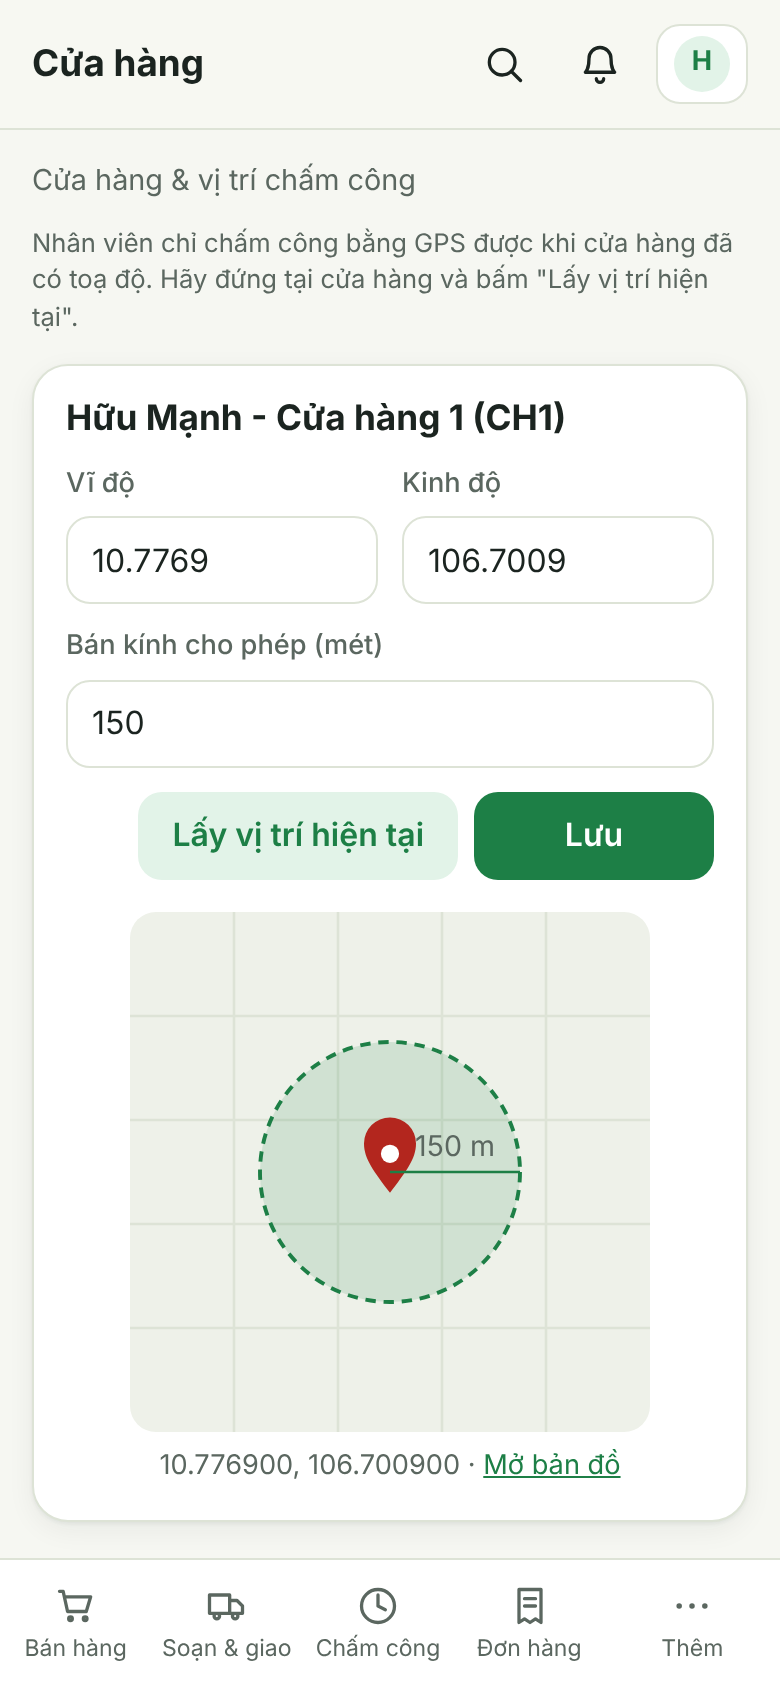 Cửa hàng
H
Cửa hàng & vị trí chấm công
Nhân viên chỉ chấm công bằng GPS được khi cửa hàng đã
có toạ độ. Hãy đứng tại cửa hàng và bấm "Lấy vị trí hiện
tại".
Hữu Mạnh - Cửa hàng 1 (CH1)
Vĩ độ
Kinh độ
10.7769
106.7009
Bán kính cho phép (mét)
150
Lấy vị trí hiện tại
Lưu
150 m
10.776900, 106.700900 · Mở bản đồ
Bán hàng
Soạn & giao
Chấm công
Đơn hàng
Thêm